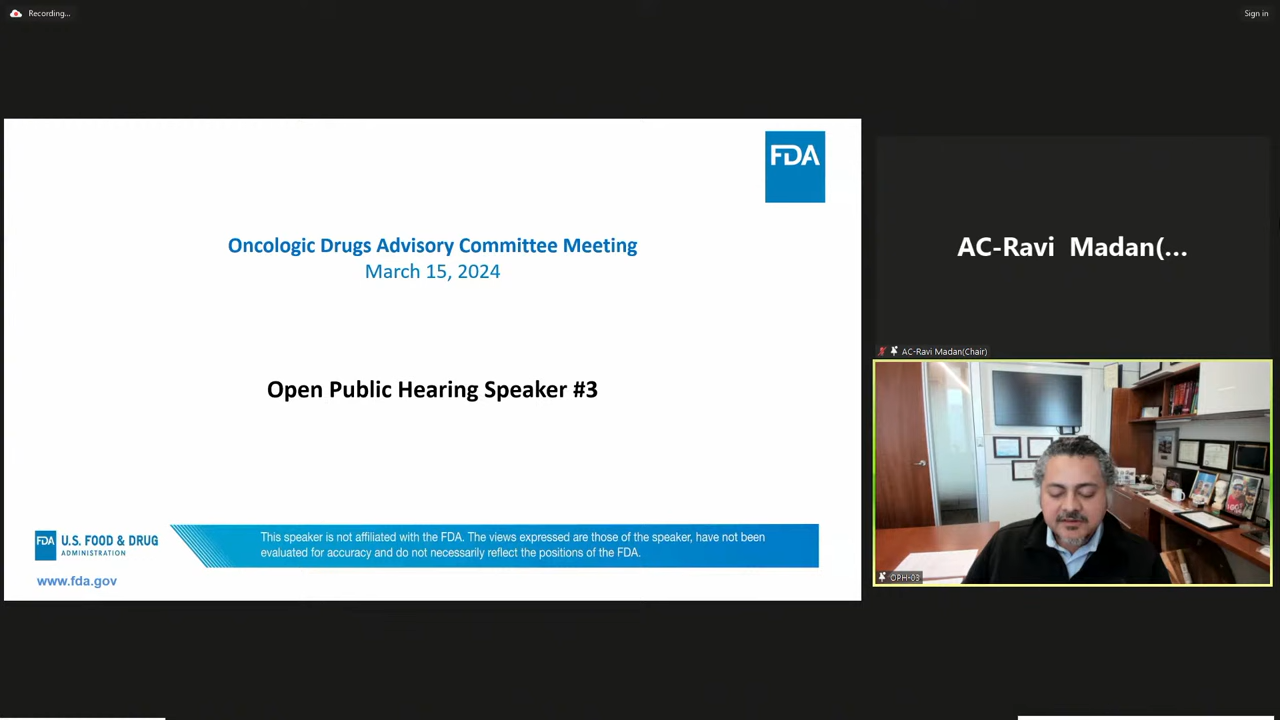 Recording...
Sign in
FDA
Oncologic Drugs Advisory Committee Meeting
March 15, 2024
Open Public Hearing Speaker #3
FDA
U.S. FOOD & DRUG
ADMINISTRATION
This speaker is not affiliated with the FDA. The views expressed are those of the speaker, have not been
evaluated for accuracy and do not necessarily reflect the positions of the FDA.
www.fda.gov
AC-Ravi Madan(...
AC-Ravi Madan(Chair)
OPH-03